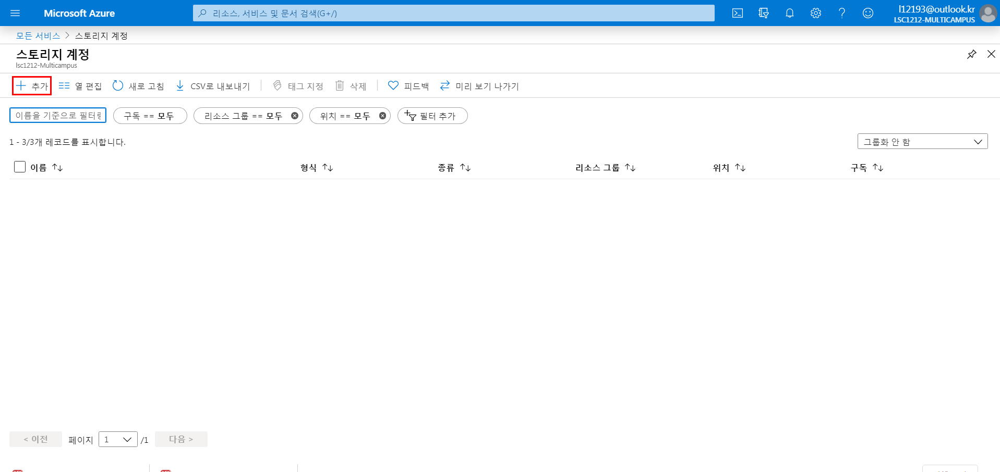 Microsoft Azure
리소스, 서비스 및 문서 검색(G+/)
l12193@outlook.kr
LSC1212-MULTICAMPUS
모든 서비스 > 스토리지 계정
스토리지 계정
lsc1212-Multicampus
추가 열 편집 새로 고침 CSV로 내보내기 태그 지정 삭제 피드백 미리 보기 나가기
이름을 기준으로 필터링 구독 == 모두 리소스 그룹 == 모두 위치 == 모두 필터 추가
1 - 3/3개 레코드를 표시합니다.
그룹화 안 함
이름 형식 종류 리소스 그룹 위치 구독
< 이전 페이지 1 /1 다음 >